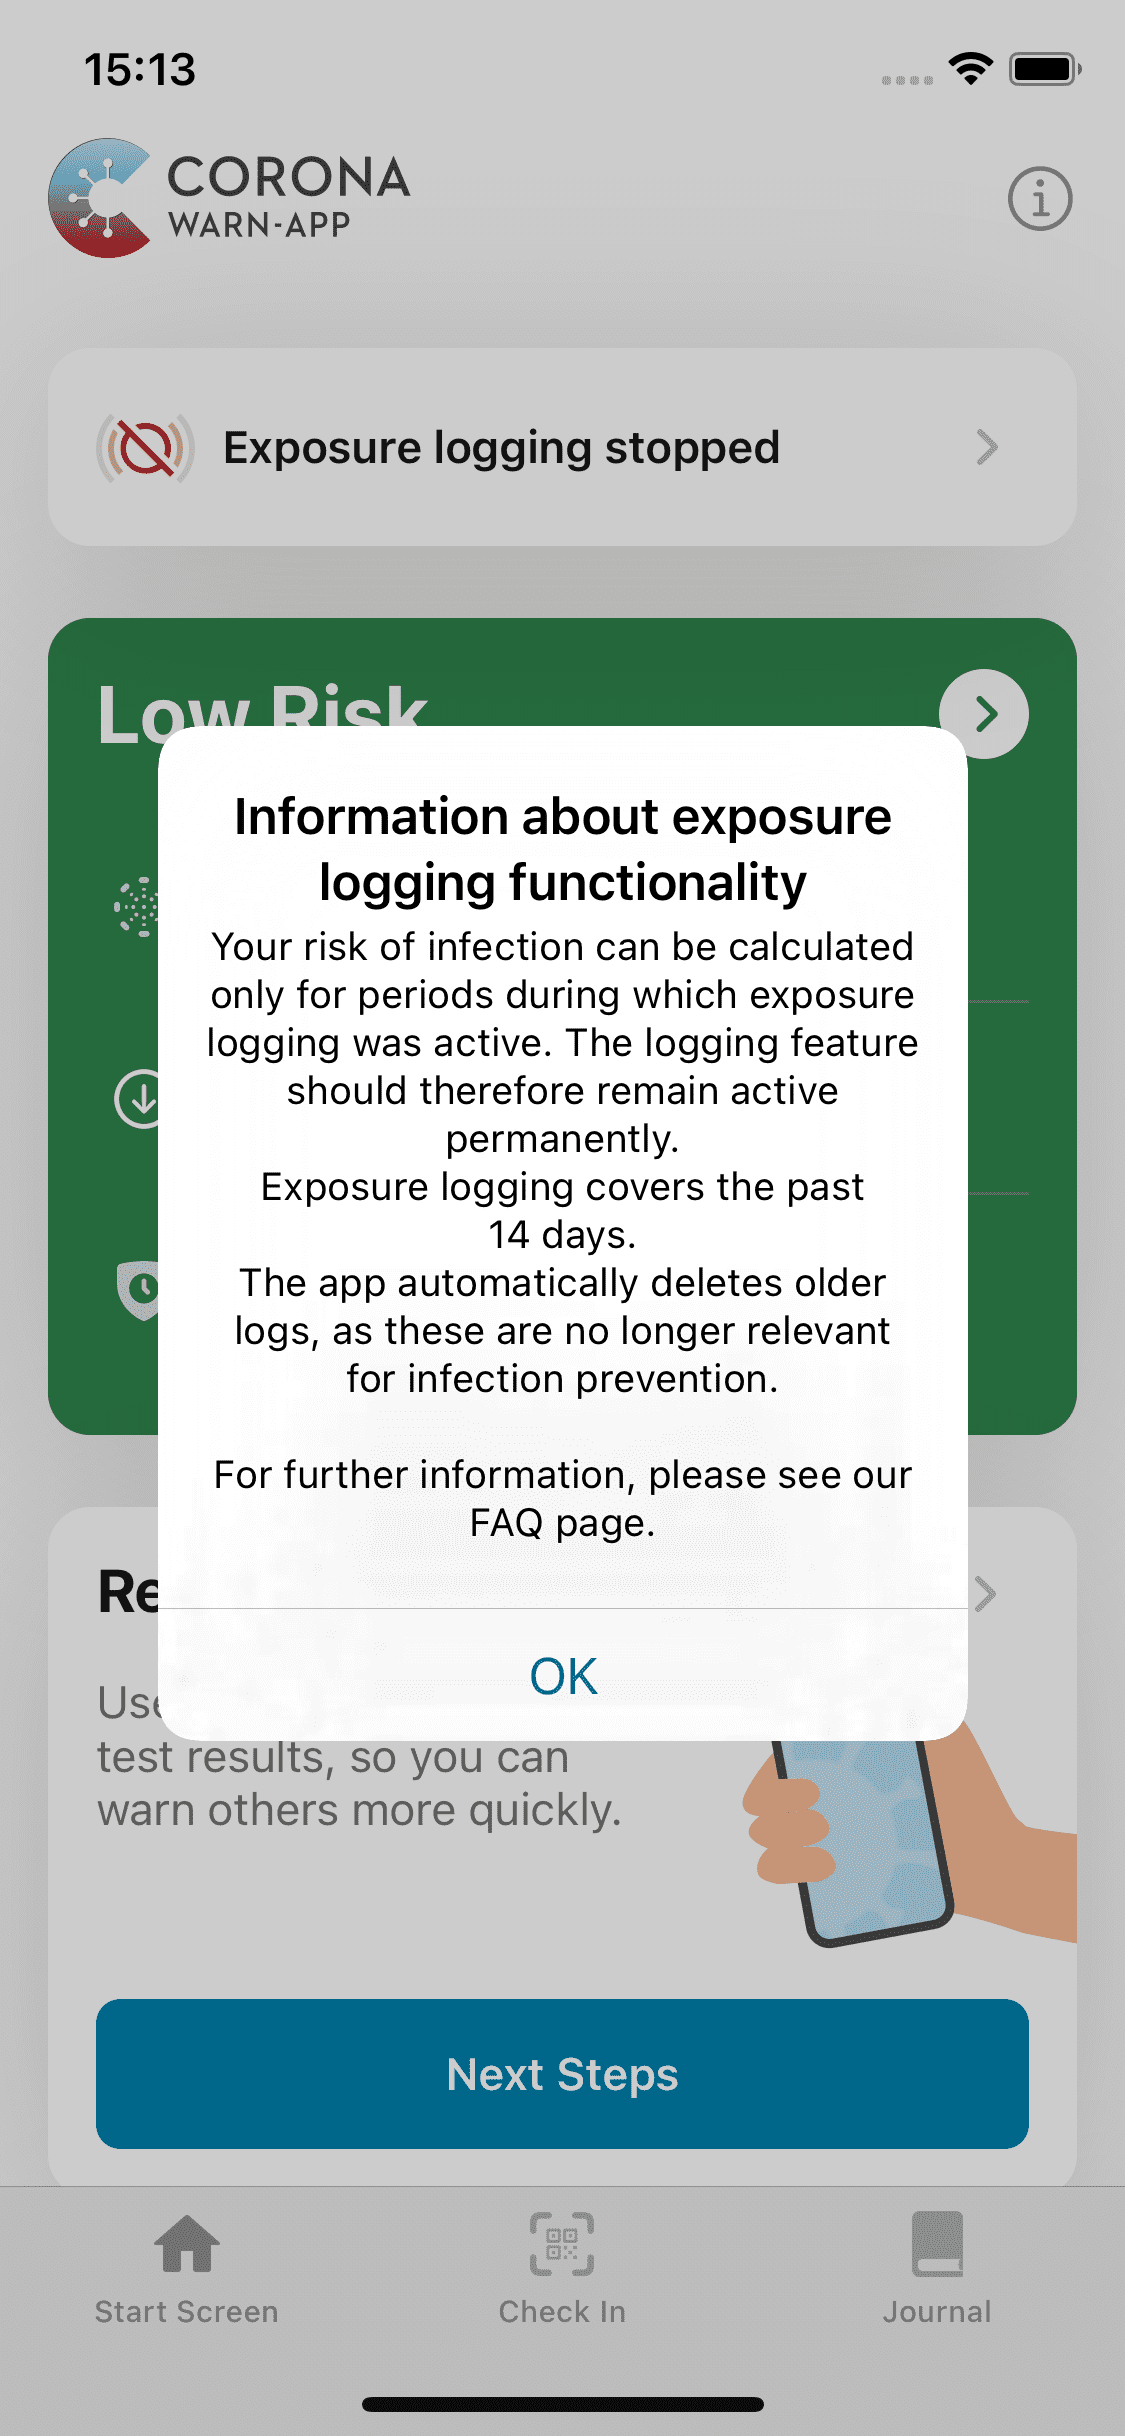 15:13
CORONA
WARN-APP
Exposure logging stopped
Low Risk
Information about exposure
logging functionality
Your risk of infection can be calculated
only for periods during which exposure
logging was active. The logging feature
should therefore remain active
permanently.
Exposure logging covers the past
14 days.
The app automatically deletes older
logs, as these are no longer relevant
for infection prevention.
For further information, please see our
FAQ page.
OK
test results, so you can
warn others more quickly.
Next Steps
Start Screen
Check In
Journal